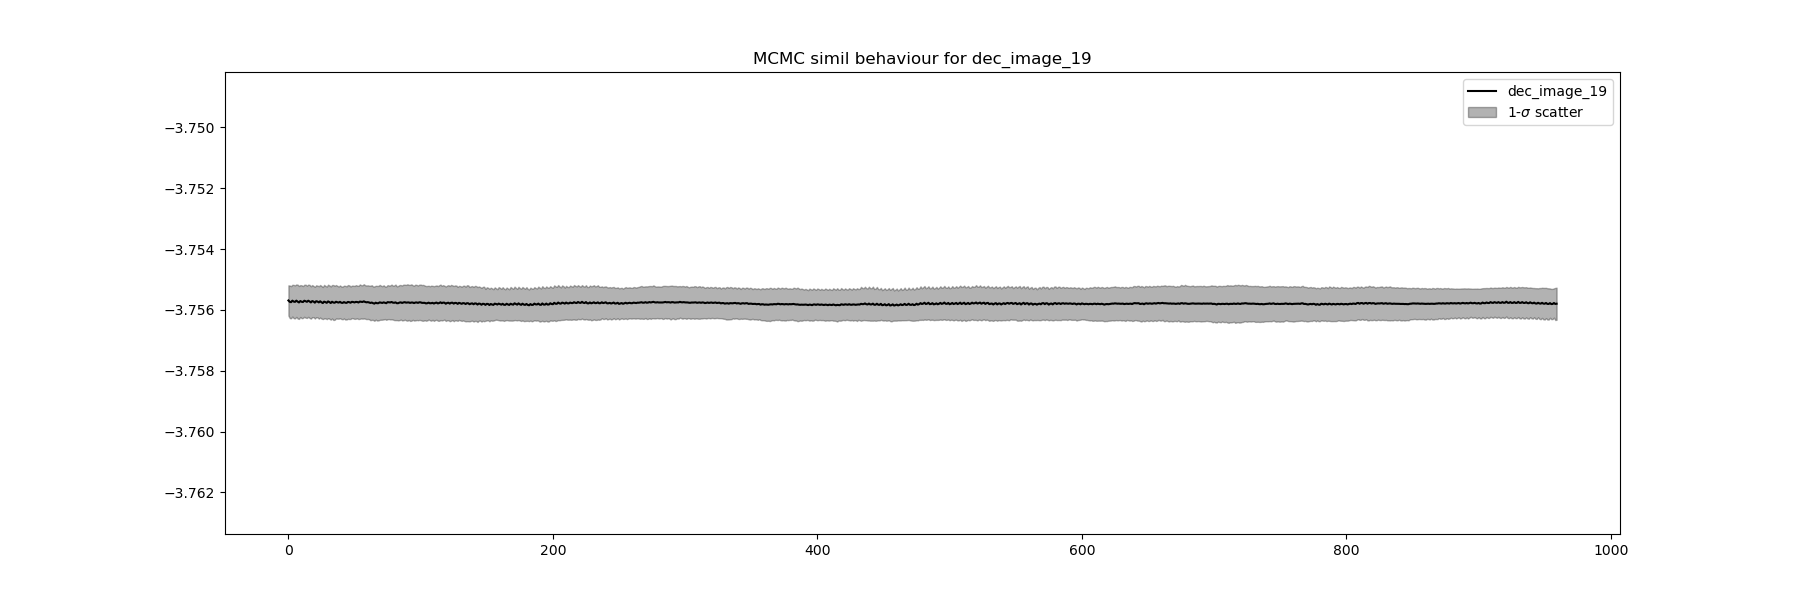 MCMC simil behaviour for dec_image_19
dec_image_19
1-σ scatter
−3.750
−3.752
−3.754
−3.756
−3.758
−3.760
−3.762
0 200 400 600 800 1000